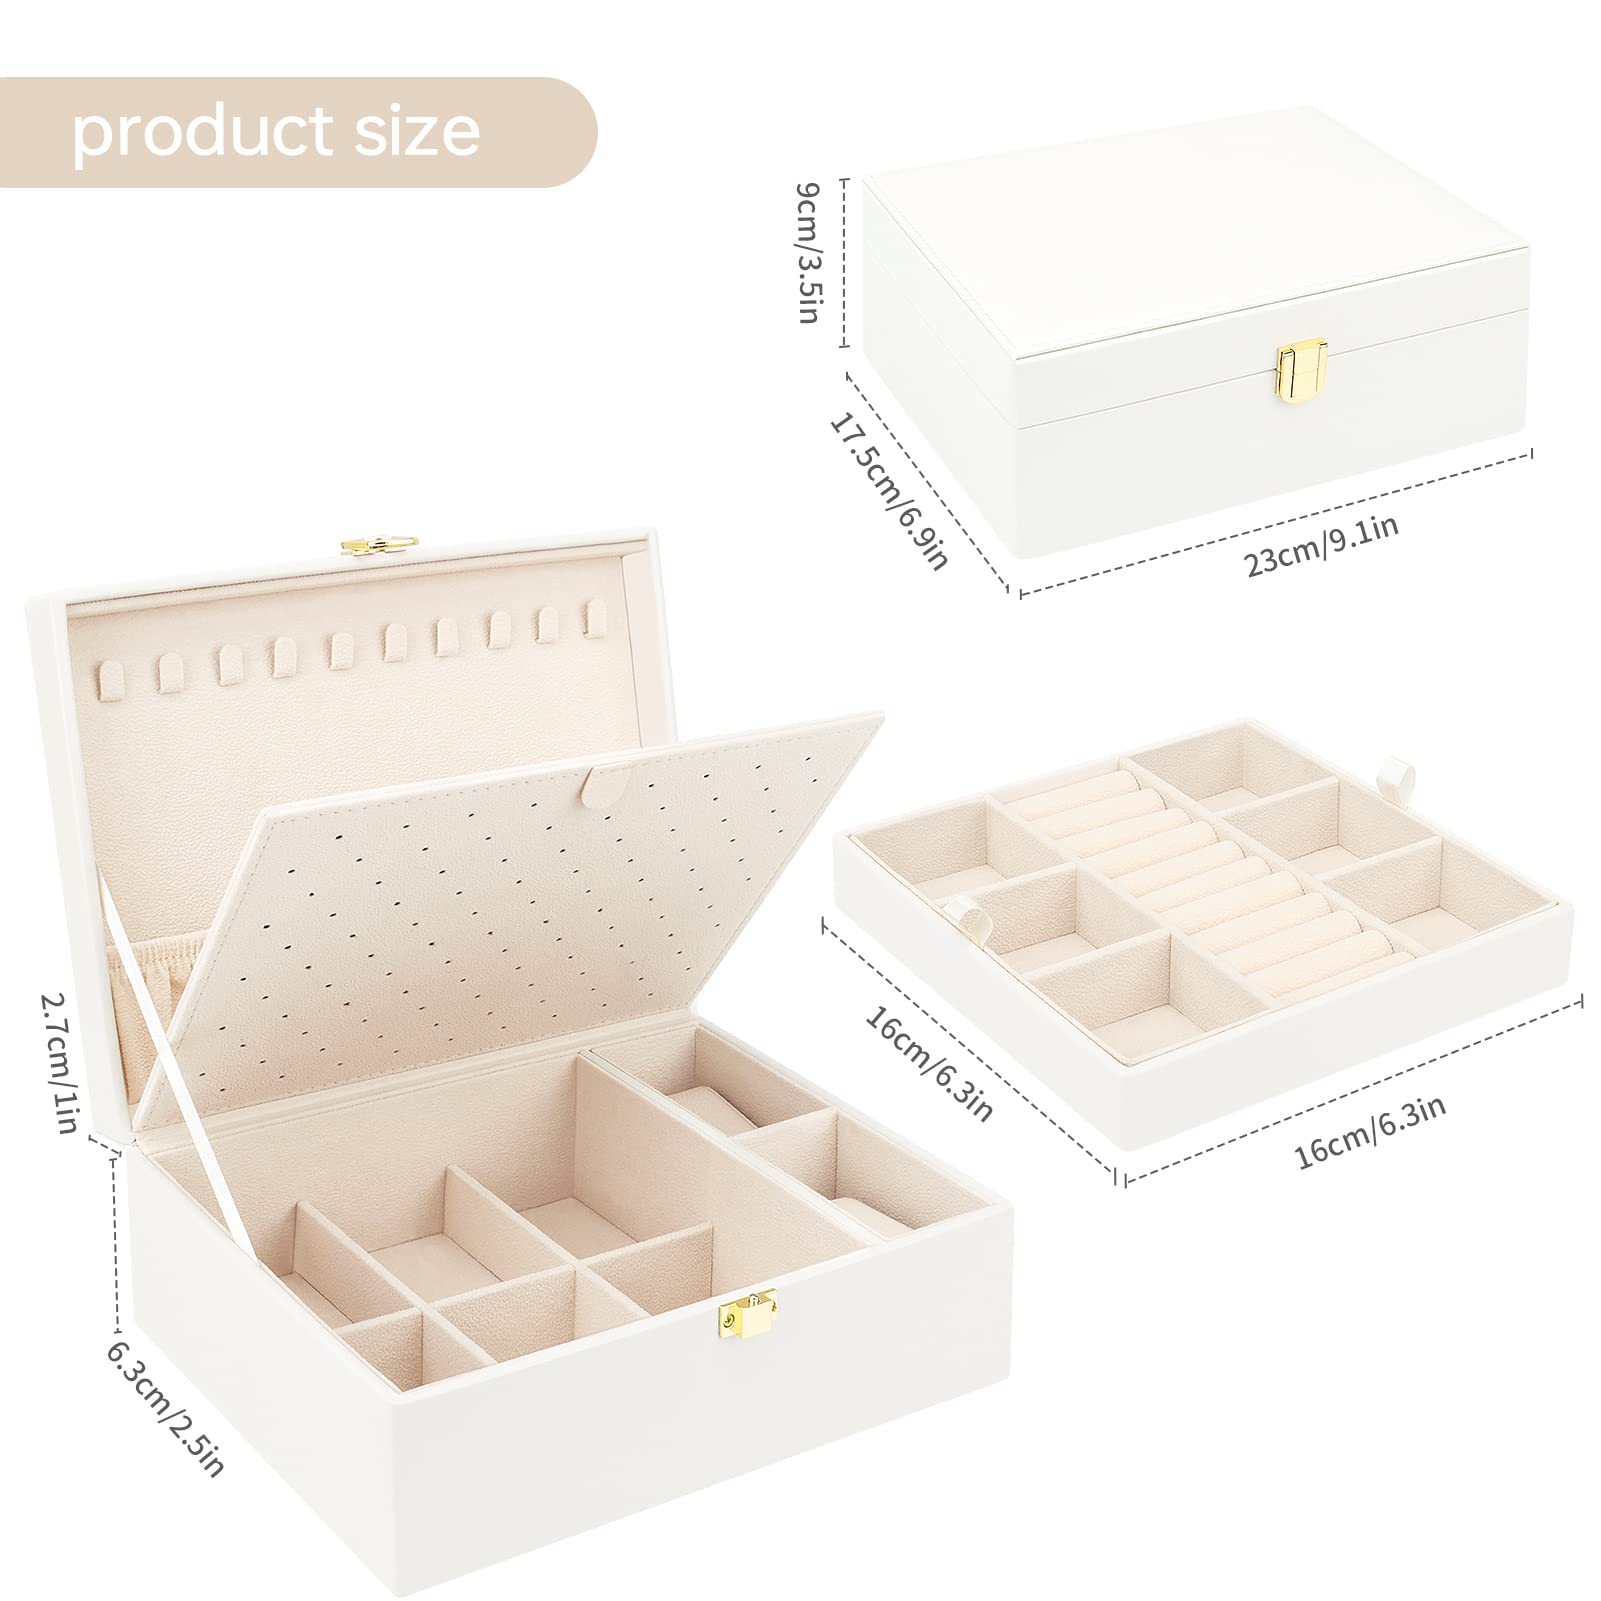 product size
9cm/3.5in
17.5cm/6.9in
23cm/9.1in
2.7cm/1in
6.3cm/2.5in
16cm/6.3in
16cm/6.3in